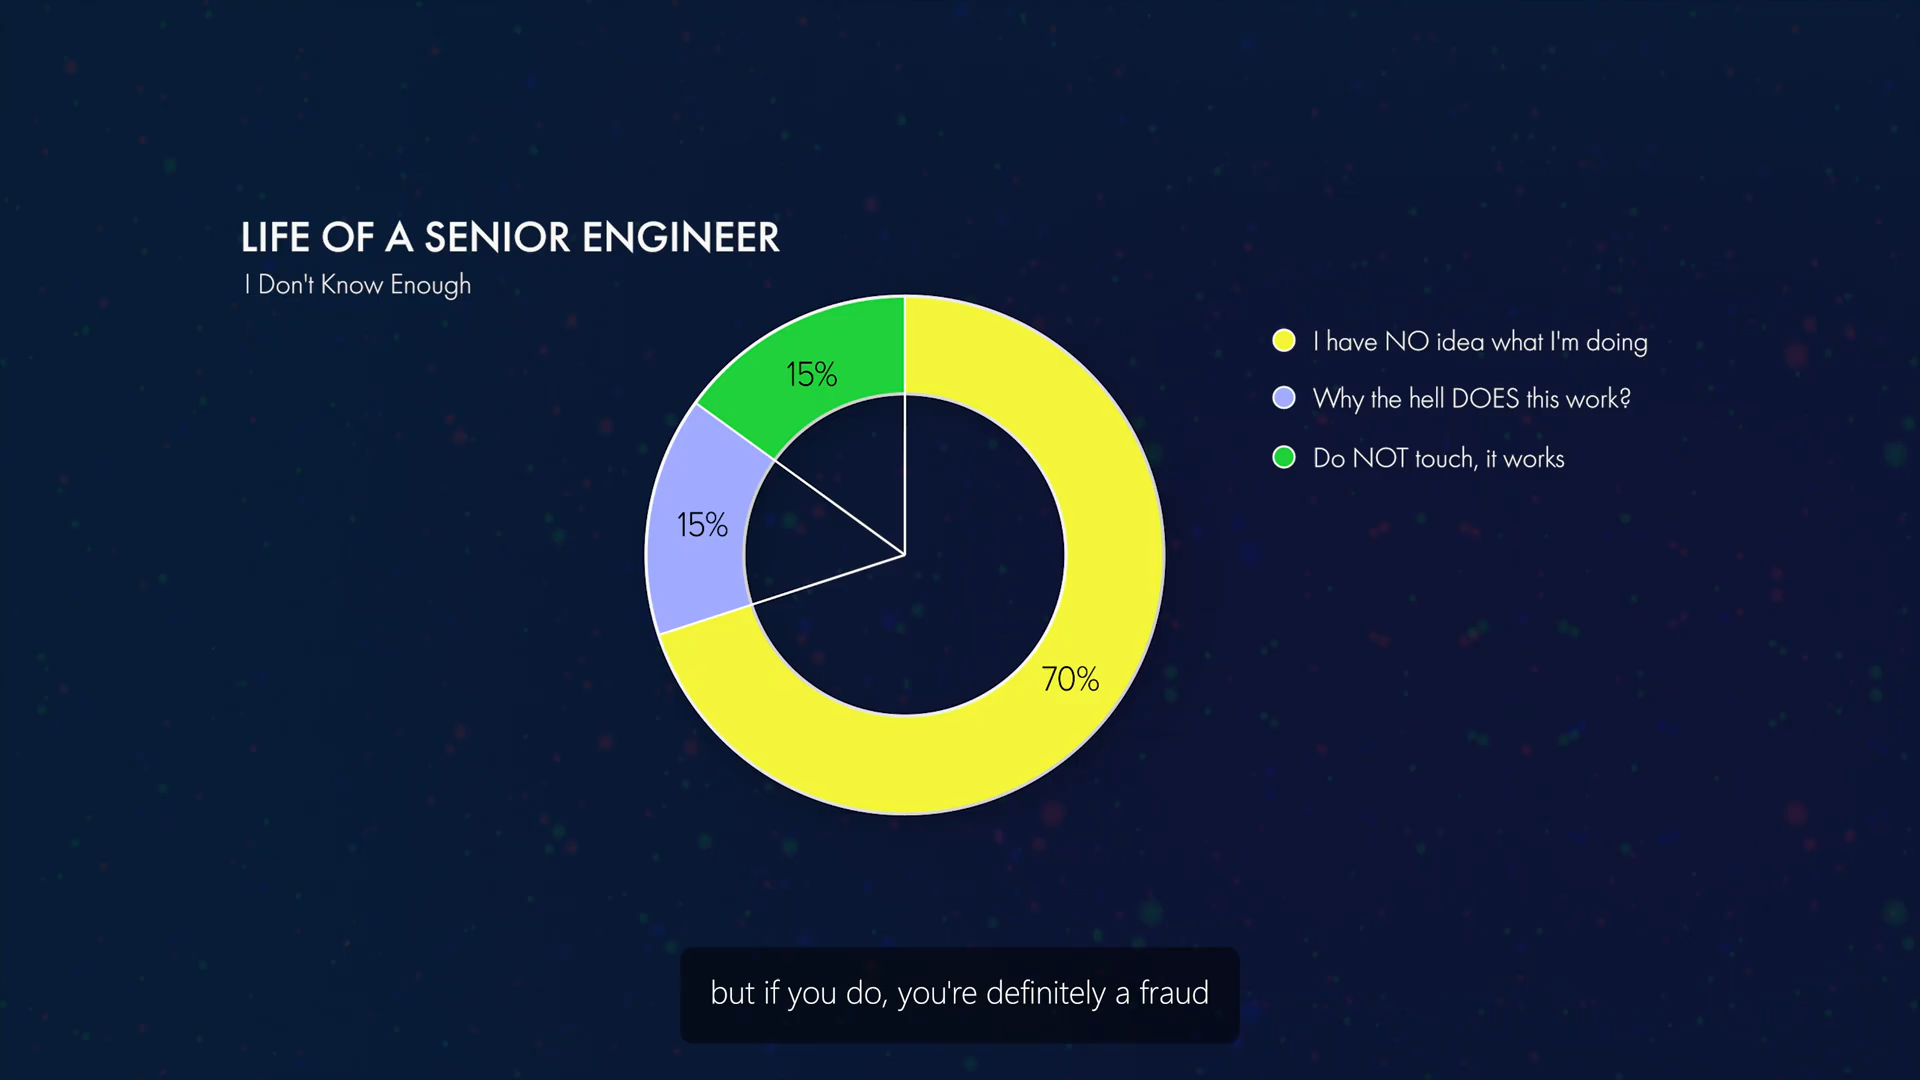 LIFE OF A SENIOR ENGINEER
I Don't Know Enough
I have NO idea what I'm doing
Why the hell DOES this work?
Do NOT touch, it works
15%
15%
70%
but if you do, you're definitely a fraud